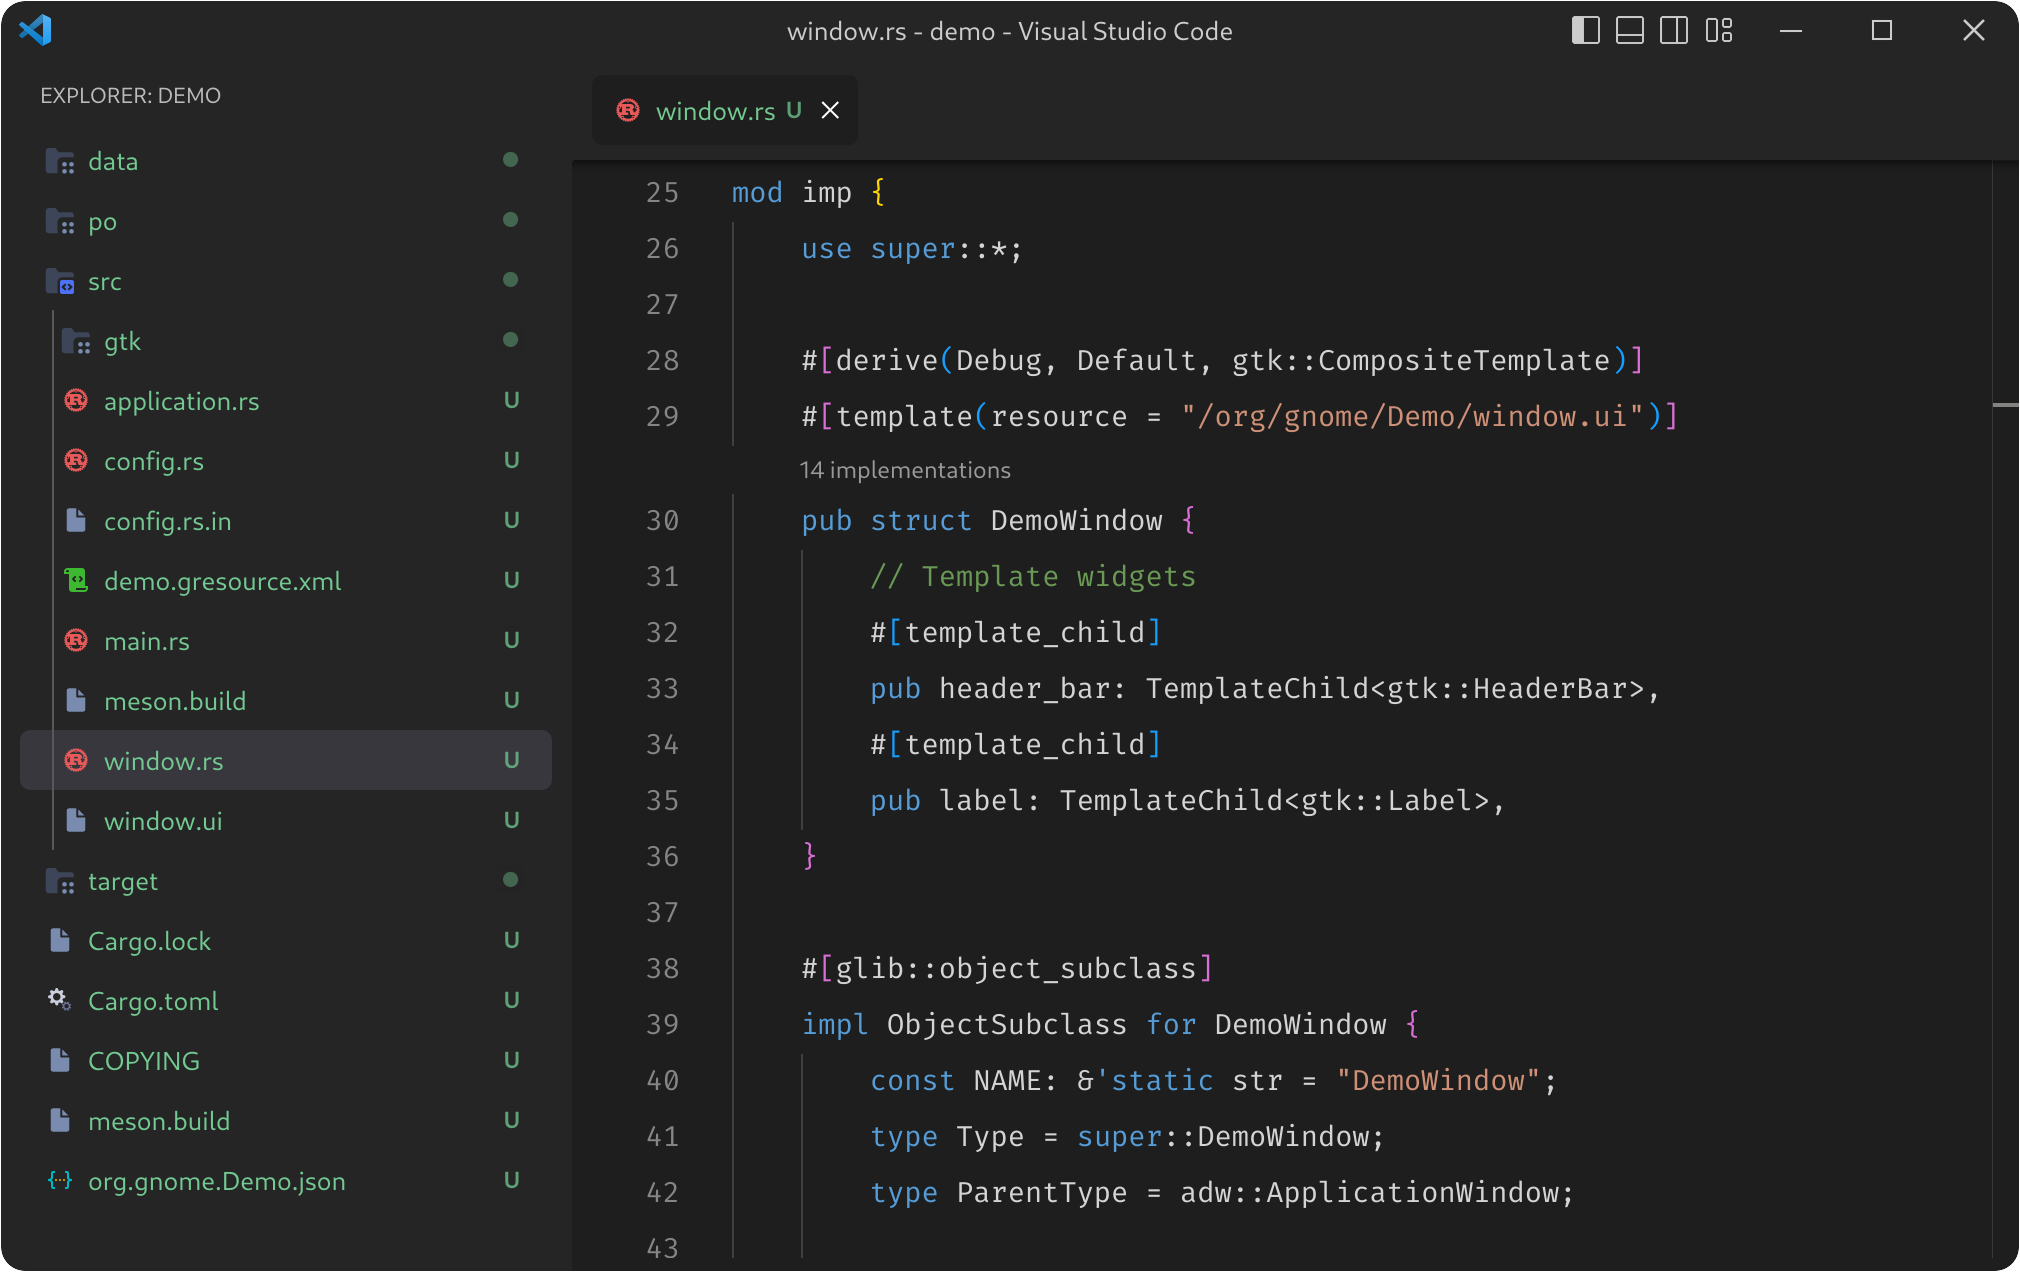 window.rs - demo - Visual Studio Code
EXPLORER: DEMO
data
po
src
gtk
application.rs U
config.rs U
config.rs.in U
demo.gresource.xml U
main.rs U
meson.build U
window.rs U
window.ui U
target
Cargo.lock U
Cargo.toml U
COPYING U
meson.build U
org.gnome.Demo.json U
window.rs U
25 mod imp {
26 use super::*;
27
28 #[derive(Debug, Default, gtk::CompositeTemplate)]
29 #[template(resource = "/org/gnome/Demo/window.ui")]
14 implementations
30 pub struct DemoWindow {
31 // Template widgets
32 #[template_child]
33 pub header_bar: TemplateChild<gtk::HeaderBar>,
34 #[template_child]
35 pub label: TemplateChild<gtk::Label>,
36 }
37
38 #[glib::object_subclass]
39 impl ObjectSubclass for DemoWindow {
40 const NAME: &'static str = "DemoWindow";
41 type Type = super::DemoWindow;
42 type ParentType = adw::ApplicationWindow;
43